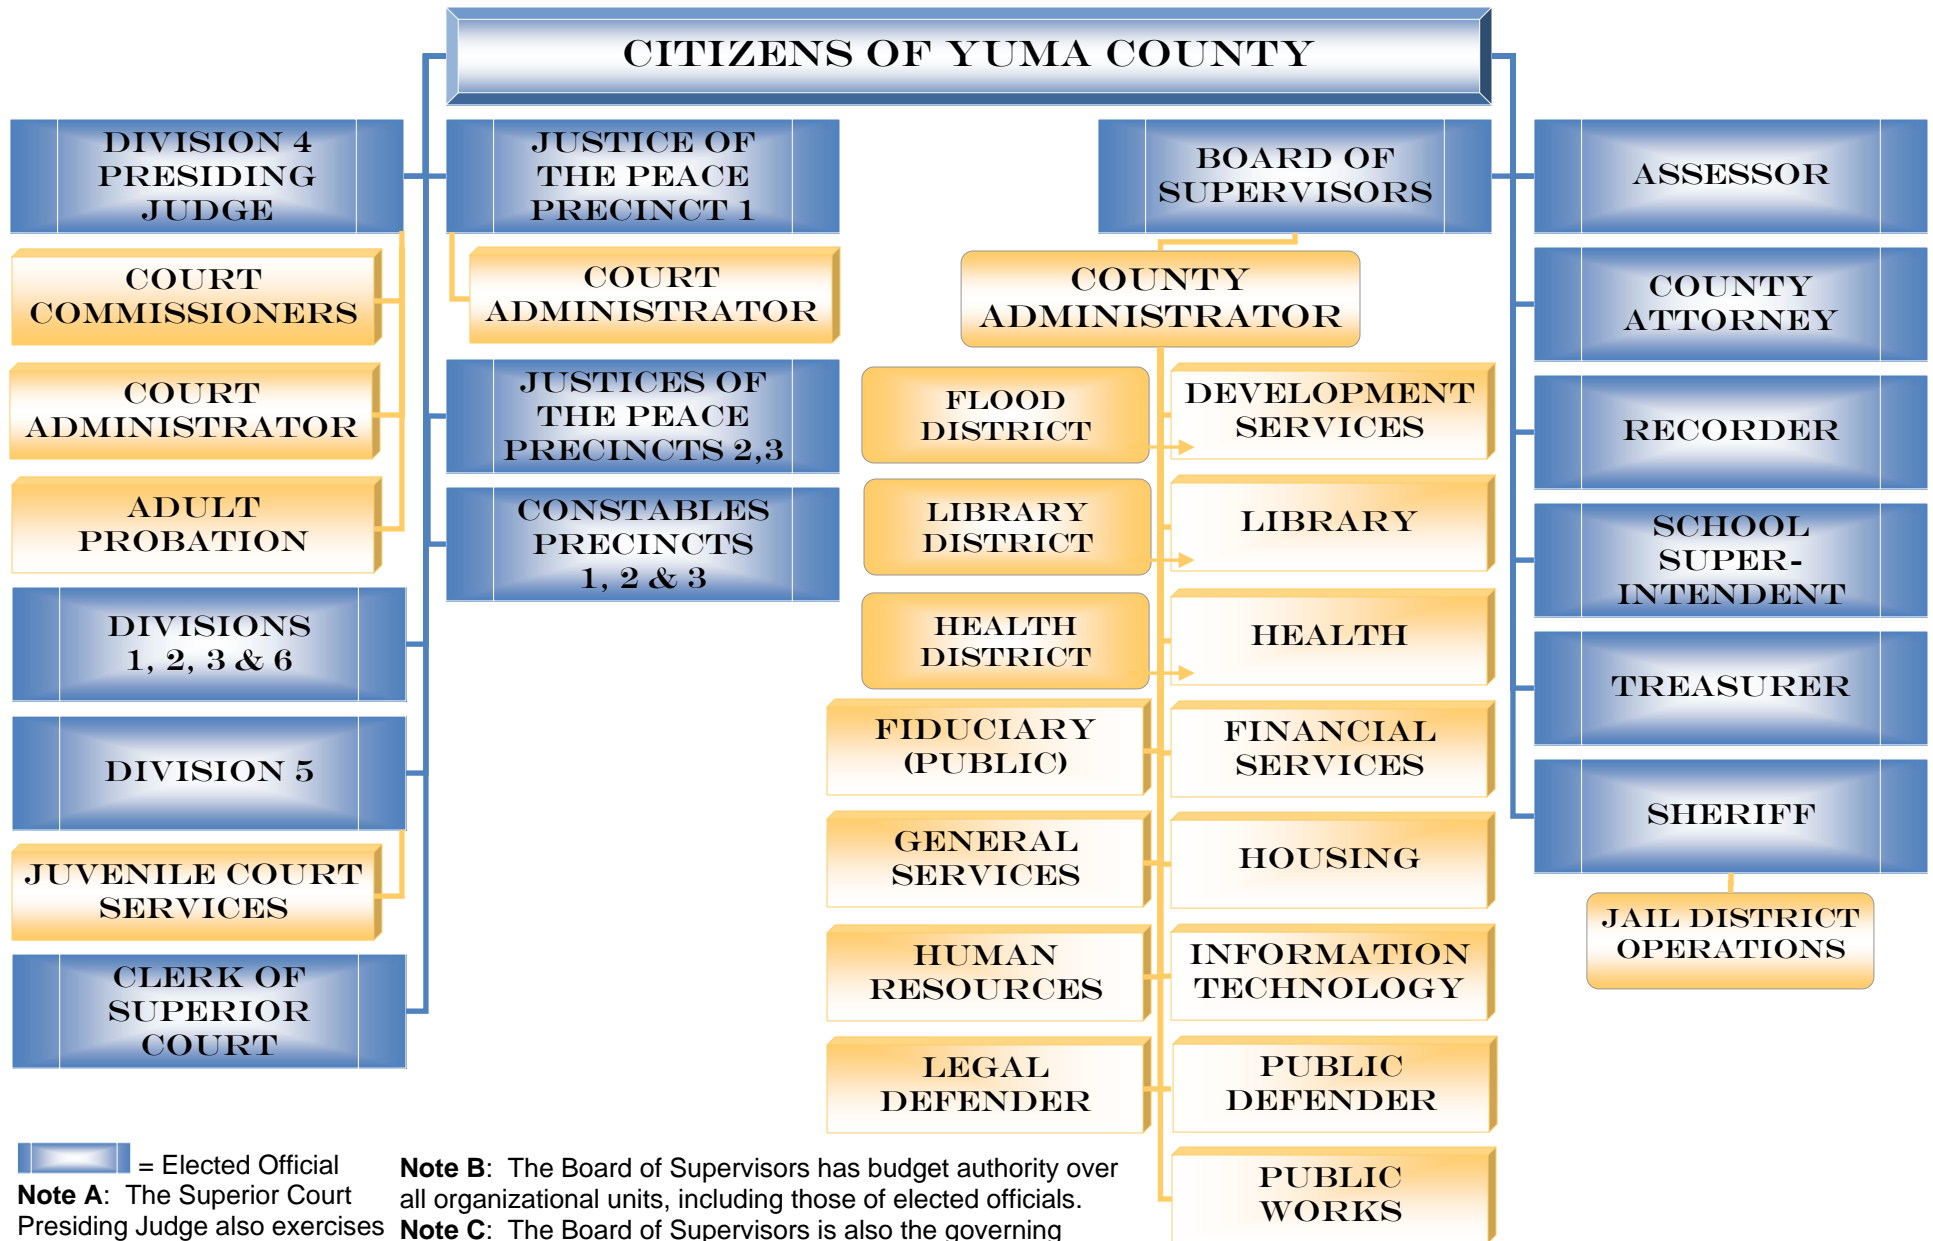 CITIZENS OF YUMA COUNTY
DIVISION 4
PRESIDING
JUDGE
COURT
COMMISSIONERS
COURT
ADMINISTRATOR
ADULT
PROBATION
DIVISIONS
1, 2, 3 & 6
DIVISION 5
JUVENILE COURT
SERVICES
CLERK OF
SUPERIOR
COURT
JUSTICE OF
THE PEACE
PRECINCT 1
COURT
ADMINISTRATOR
JUSTICES OF
THE PEACE
PRECINCTS 2,3
CONSTABLES
PRECINCTS
1, 2 & 3
BOARD OF
SUPERVISORS
COUNTY
ADMINISTRATOR
FLOOD
DISTRICT
DEVELOPMENT
SERVICES
LIBRARY
DISTRICT
LIBRARY
HEALTH
DISTRICT
HEALTH
FIDUCIARY
(PUBLIC)
FINANCIAL
SERVICES
GENERAL
SERVICES
HOUSING
HUMAN
RESOURCES
INFORMATION
TECHNOLOGY
LEGAL
DEFENDER
PUBLIC
DEFENDER
PUBLIC
WORKS
ASSESSOR
COUNTY
ATTORNEY
RECORDER
SCHOOL
SUPER-
INTENDENT
TREASURER
SHERIFF
JAIL DISTRICT
OPERATIONS
= Elected Official
Note A: The Superior Court
Presiding Judge also exercises
Note B: The Board of Supervisors has budget authority over
all organizational units, including those of elected officials.
Note C: The Board of Supervisors is also the governing